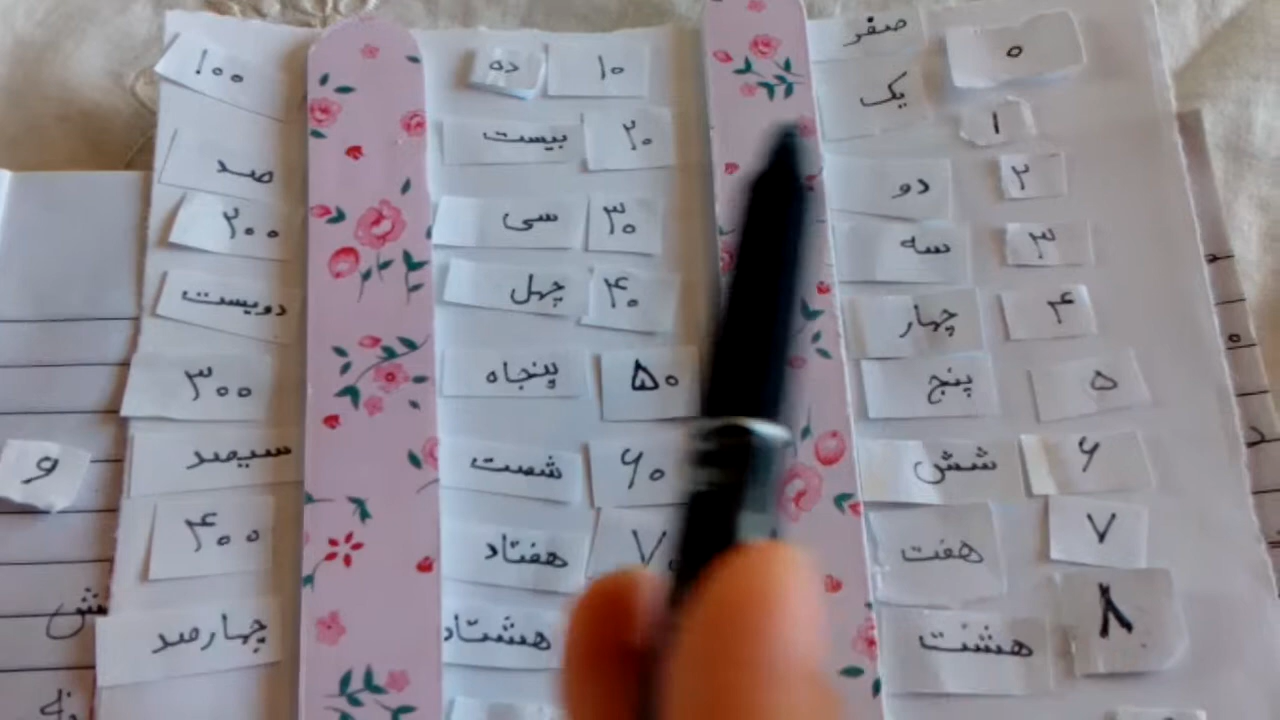 صفر ۰
یک ۱
دو ۲
سه ۳
چهار ۴
پنج ۵
شش ۶
هفت ۷
هشت ۸
ده ۱۰
بیست ۲۰
سی ۳۰
چهل ۴۰
پنجاه ۵۰
شصت ۶۰
هفتاد ۷۰
هشتاد
۱۰۰
صد
۲۰۰
دویست
۳۰۰
سیصد
۴۰۰
چهارصد
و